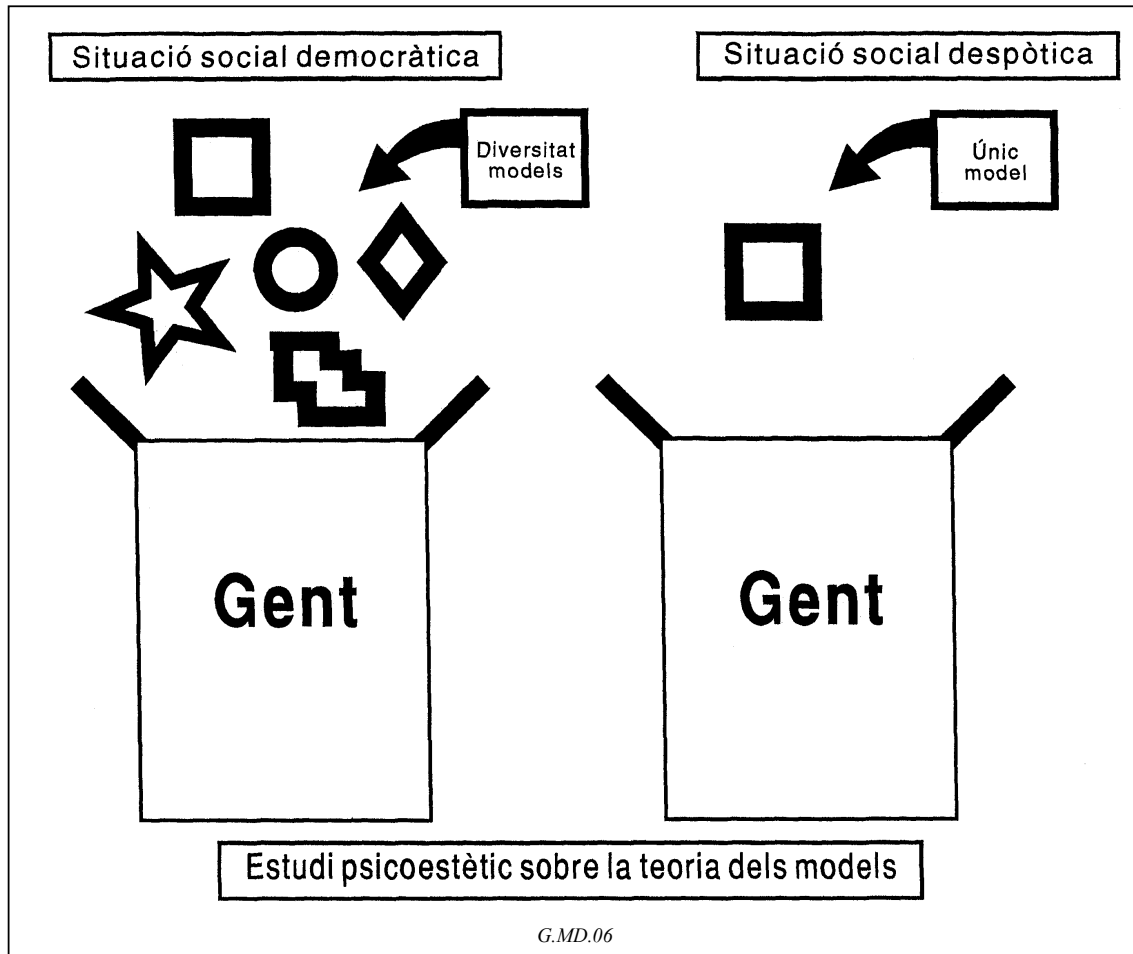 Situació social democràtica
Situació social despòtica
Diversitat
models
Únic
model
Gent
Gent
Estudi psicoestètic sobre la teoria dels models
G.MD.06